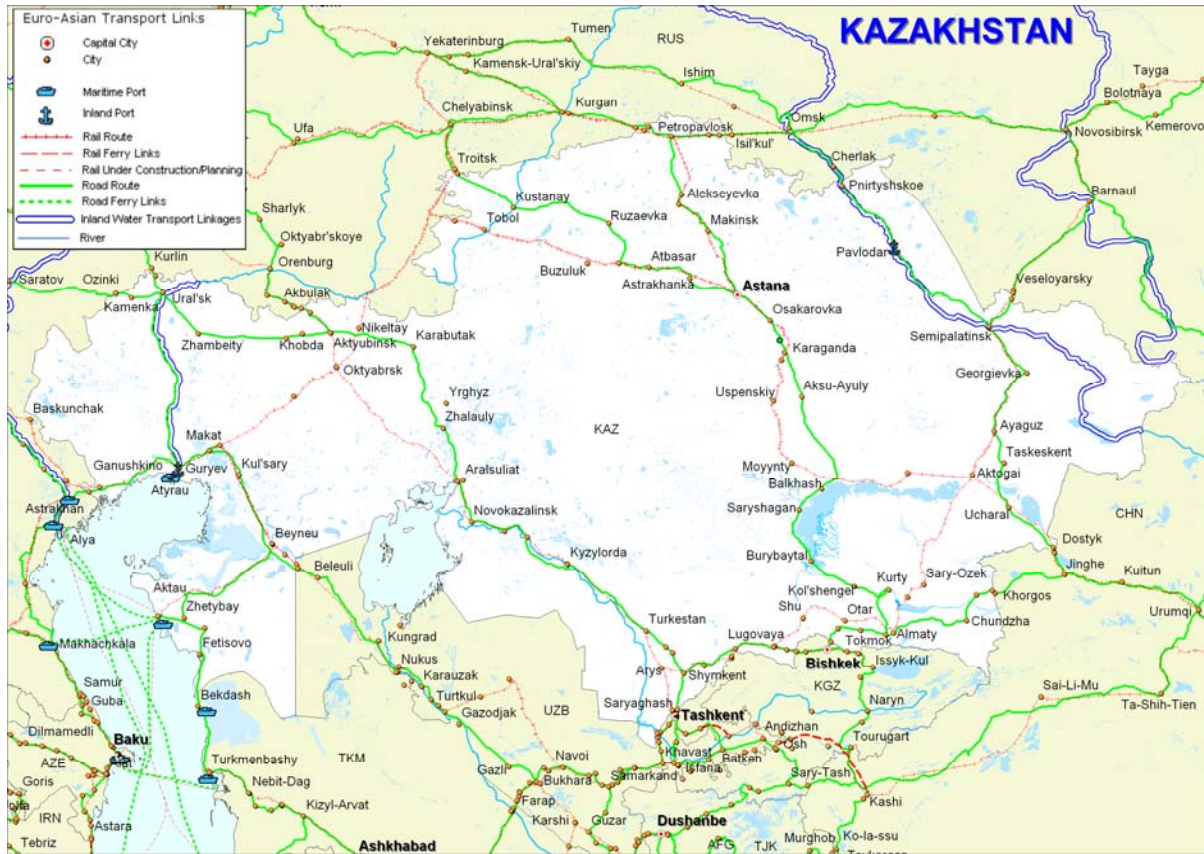 Euro-Asian Transport Links
Capital City
City
Maritime Port
Inland Port
Rail Route
Rail Ferry Links
Rail Under Construction/Planning
Road Route
Road Ferry Links
Inland Water Transport Linkages
River
KAZAKHSTAN
Tumen
Yekaterinburg
RUS
Kamensk-Ural'skiy
Ishim
Tayga
Bolotnaya
Chelyabinsk
Kurgan
Omsk
Kemerovo
Ufa
Petropavlosk
Isil'kul'
Novosibirsk
Troitsk
Cherlak
Pnirtyshskoe
Kustanay
Alekseyevka
Barnaul
Sharlyk
Tobol
Ruzaevka
Makinsk
Oktyabr'skoye
Pavlodar
Kurlin
Orenburg
Buzuluk
Atbasar
Saratov
Ozinki
Astrakhanka
Astana
Veseloyarsky
Ural'sk
Akbulak
Kamenka
Osakarovka
Nikeltay
Semipalatinsk
Zhambeity
Khobda
Aktyubinsk
Karabutak
Karaganda
Oktyabrsk
Georgievka
Aksu-Ayuly
Uspenskiy
Yrghyz
Baskunchak
Zhalauly
KAZ
Ayaguz
Makat
Taskeskent
Ganushkino
Guryev
Kul'sary
Moyynty
Aktogai
Aralsuliat
Balkhash
Atyrau
Astrakhan
Saryshagan
Ucharal
CHN
Novokazalinsk
Alya
Beyneu
Dostyk
Kyzylorda
Burybaytal
Jinghe
Beleuli
Kuitun
Aktau
Kol'shengel
Kurty
Sary-Ozek
Khorgos
Zhetybay
Shu
Otar
Urumqi
Turkestan
Chundzha
Makhachkala
Fetisovo
Kungrad
Lugovaya
Tokmok
Almaty
Nukus
Arys
Bishkek
Issyk-Kul
Shymkent
Samur
Karauzak
KGZ
Bekdash
Turtkul
Sai-Li-Mu
Guba
Naryn
Gazodjak
UZB
Saryaghash
Ta-Shih-Tien
Tashkent
Andizhan
Dilmamedli
Baku
Osh
Tourugart
Navoi
Khavast
Batken
AZE
Alat
Turkmenbashy
TKM
Gazli
Isfana
Goris
Nebit-Dag
Bukhara
Samarkand
Sary-Tash
Kashi
Kizyl-Arvat
Farap
IRN
Astara
Karshi
Guzar
Dushanbe
Tebriz
Ashkhabad
AFG
TJK
Murghob
Ko-la-ssu